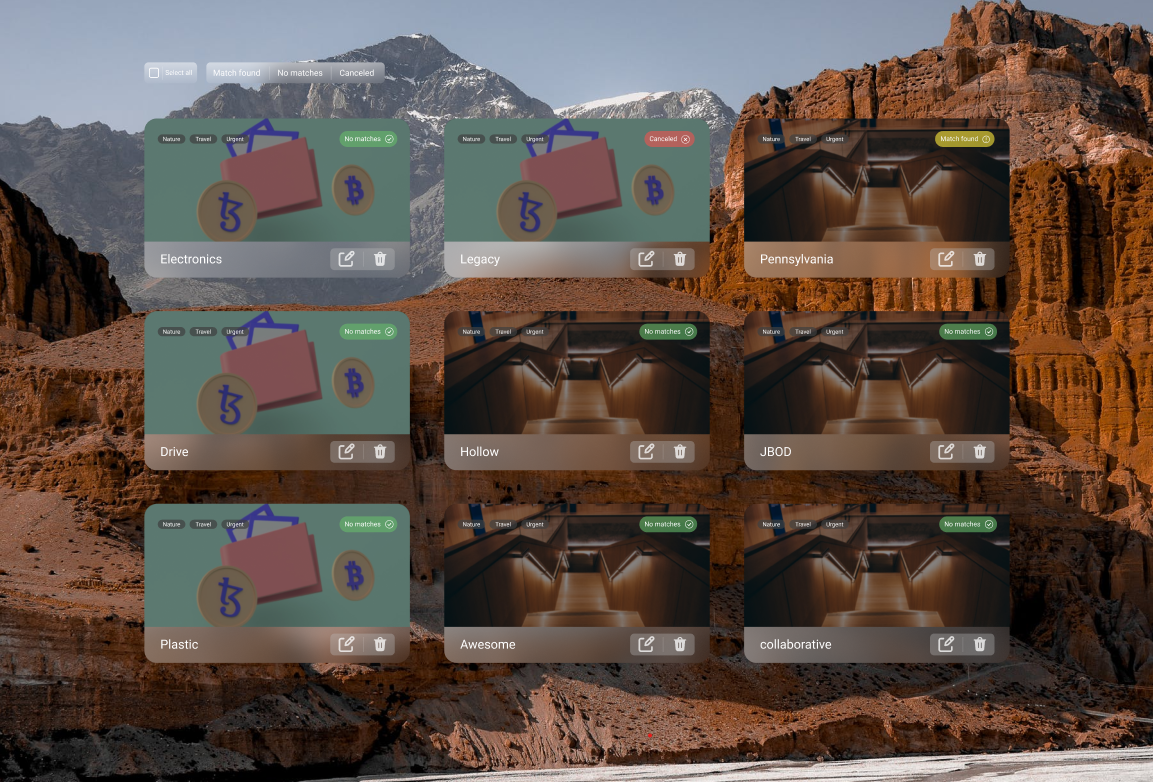 Select all Match found No matches Canceled
Nature Travel Urgent No matches
Electronics
Nature Travel Urgent Canceled
Legacy
Nature Travel Urgent Match found
Pennsylvania
Nature Travel Urgent No matches
Drive
Nature Travel Urgent No matches
Hollow
Nature Travel Urgent No matches
JBOD
Nature Travel Urgent No matches
Plastic
Nature Travel Urgent No matches
Awesome
Nature Travel Urgent No matches
collaborative